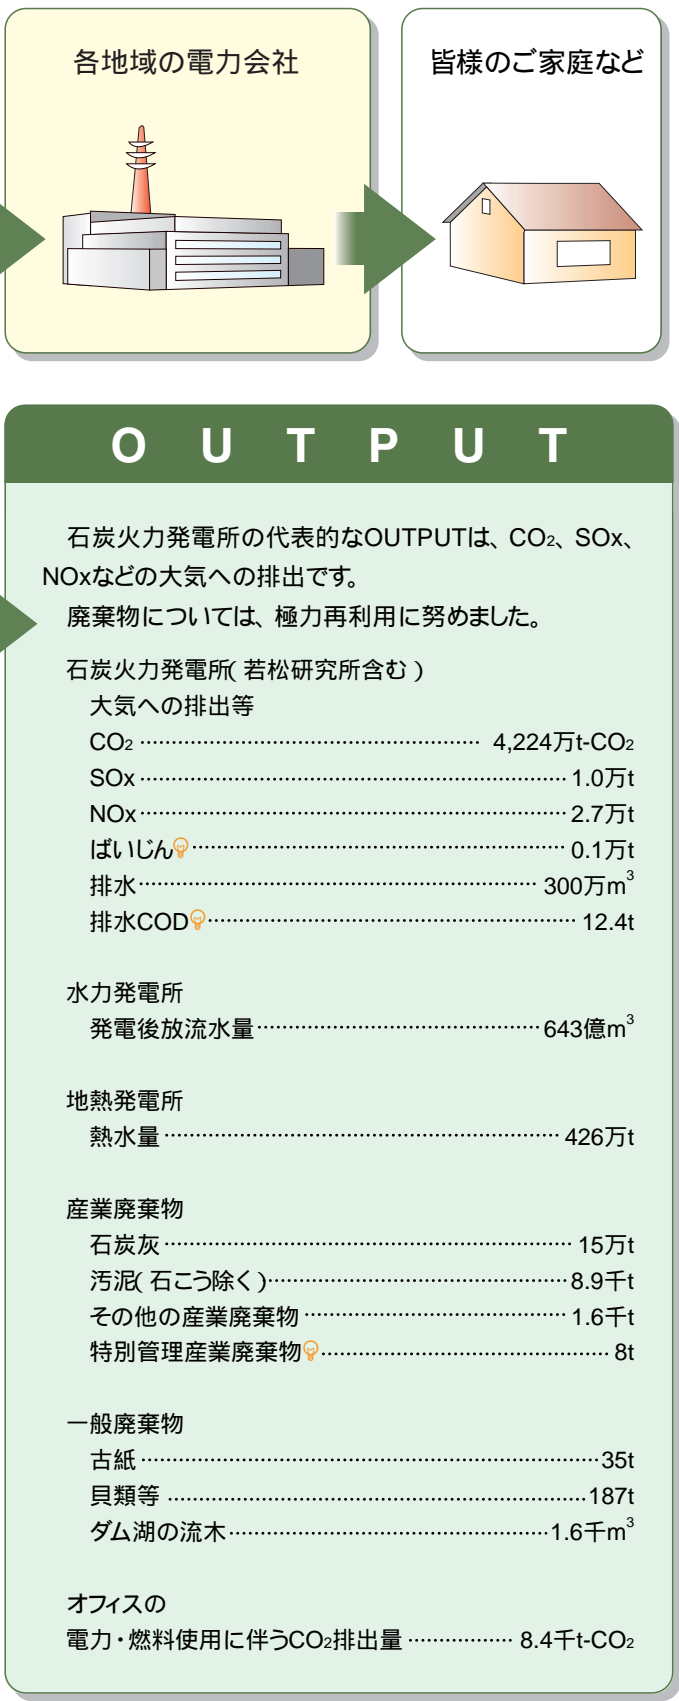 各地域の電力会社
皆様のご家庭など
OUTPUT
石炭火力発電所の代表的なOUTPUTは、CO₂、SOx、
NOxなどの大気への排出です。
廃棄物については、極力再利用に努めました。
石炭火力発電所(若松研究所含む)
大気への排出等
CO₂ …… 4,224万t-CO₂
SOx …… 1.0万t
NOx …… 2.7万t
ばいじん …… 0.1万t
排水 …… 300万m³
排水COD …… 12.4t
水力発電所
発電後放流水量 …… 643億m³
地熱発電所
熱水量 …… 426万t
産業廃棄物
石炭灰 …… 15万t
汚泥(石こう除く) …… 8.9千t
その他の産業廃棄物 …… 1.6千t
特別管理産業廃棄物 …… 8t
一般廃棄物
古紙 …… 35t
貝類等 …… 187t
ダム湖の流木 …… 1.6千m³
オフィスの
電力・燃料使用に伴うCO₂排出量 …… 8.4千t-CO₂